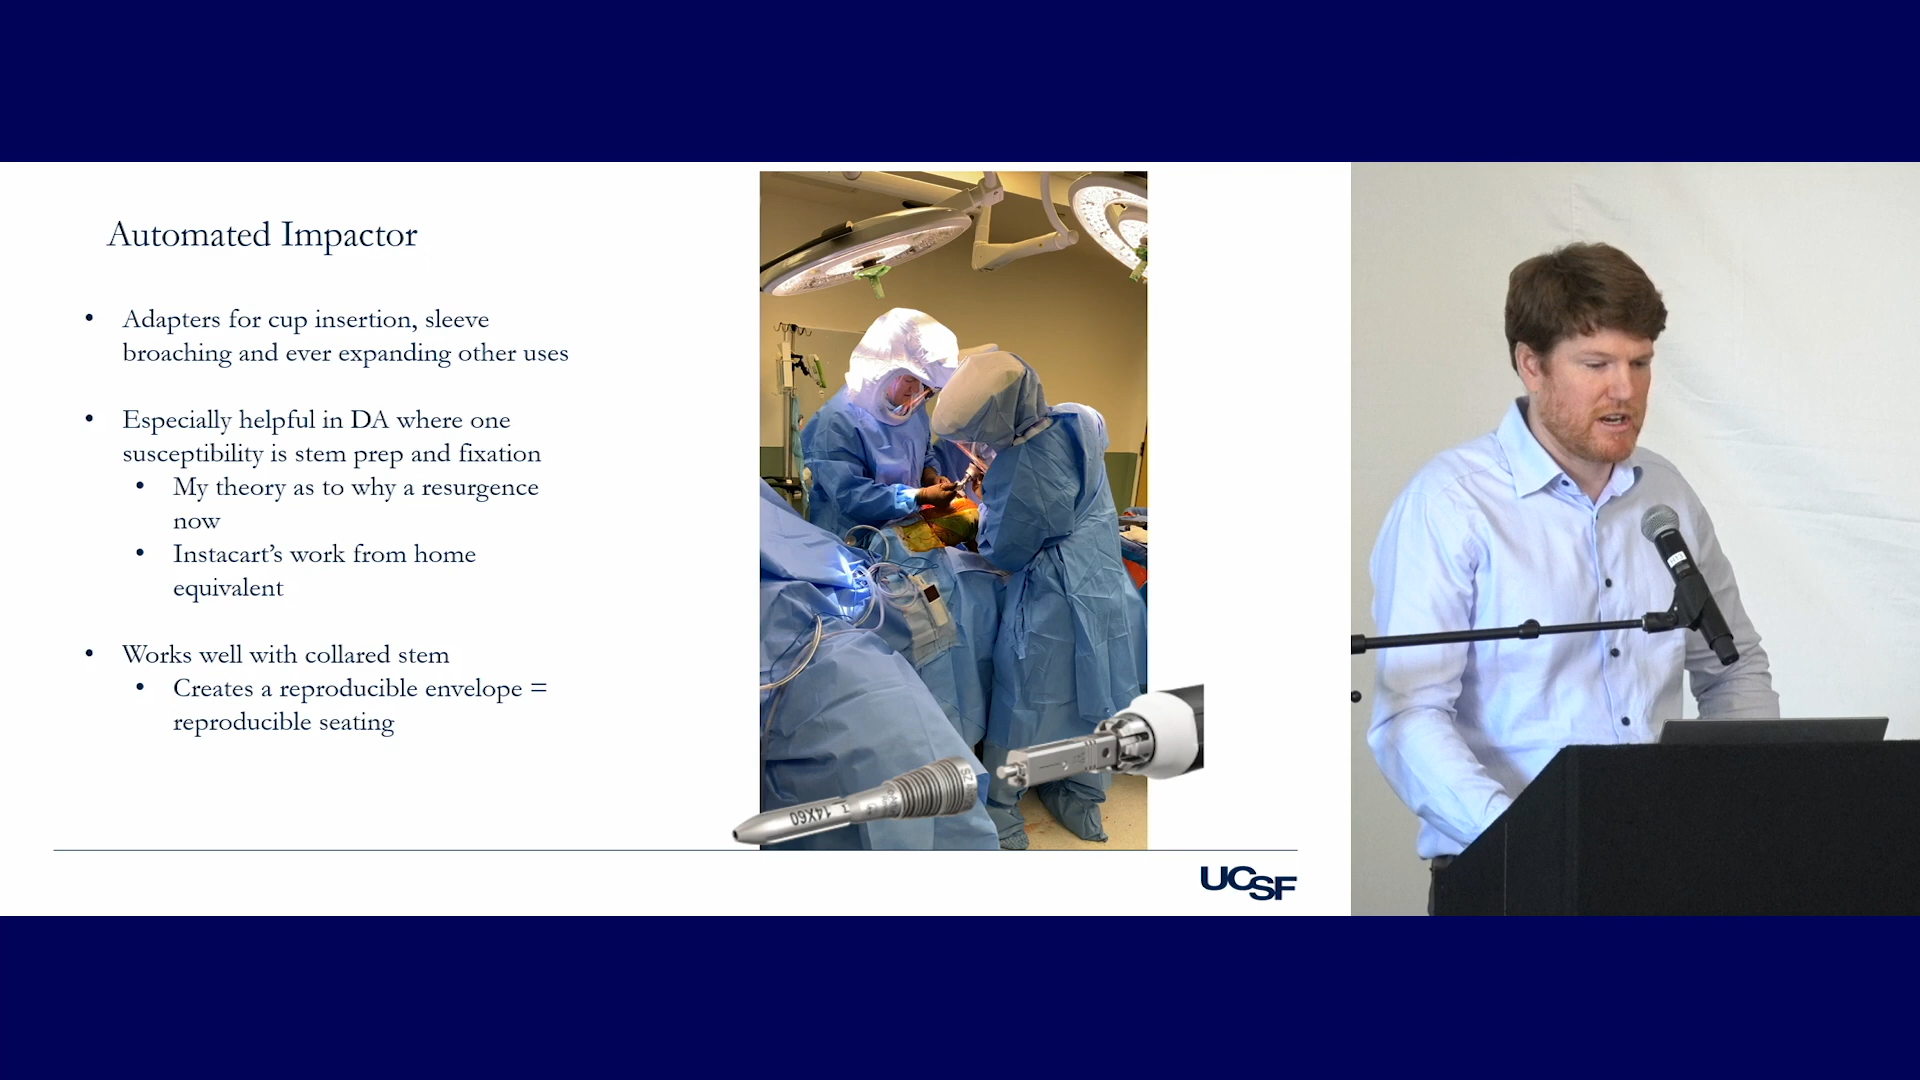 Automated Impactor
• Adapters for cup insertion, sleeve
broaching and ever expanding other uses
• Especially helpful in DA where one
susceptibility is stem prep and fixation
• My theory as to why a resurgence
now
• Instacart’s work from home
equivalent
• Works well with collared stem
• Creates a reproducible envelope =
reproducible seating
14X60
UCSF